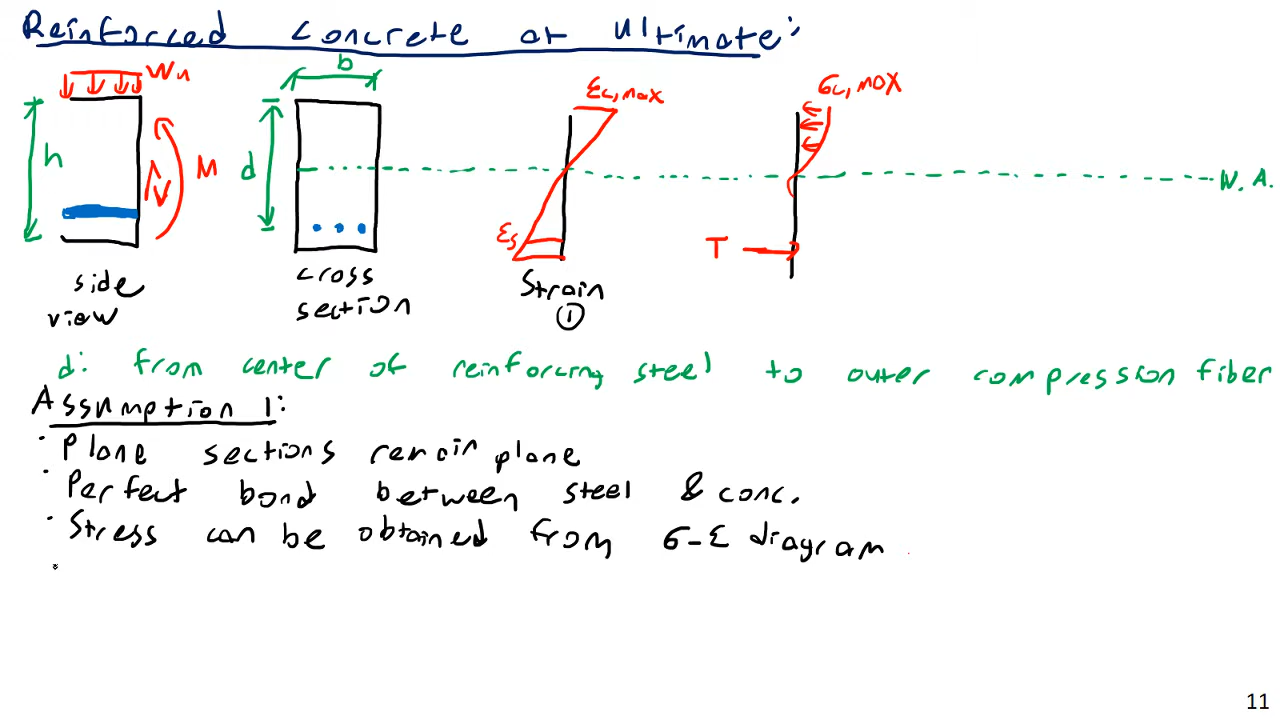 Reinforced concrete at Ultimate:
Wu
b
εc,max
σc,max
h
M
d
N.A.
εs
T
side view
cross section
Strain
①
d: from center of reinforcing steel to outer compression fiber
Assumption 1:
· Plane sections remain plane
· Perfect bond between steel & conc.
· Stress can be obtained from σ-ε diagram
·
11